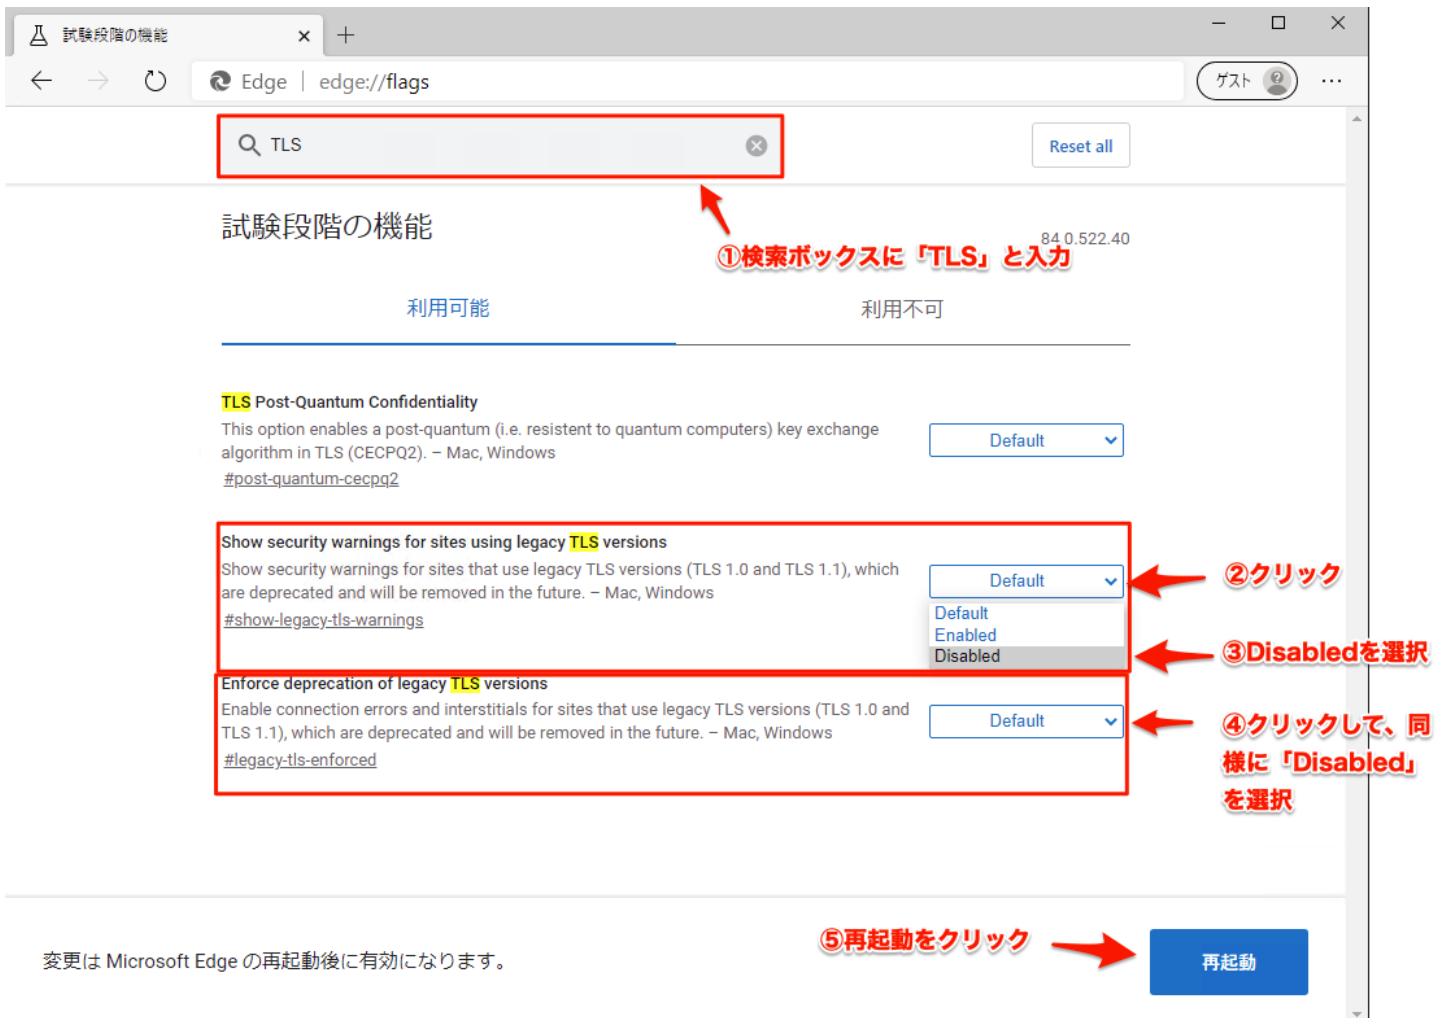 試験段階の機能
Edge | edge://flags
ゲスト
TLS
Reset all
試験段階の機能
84.0.522.40
①検索ボックスに「TLS」と入力
利用可能
利用不可
TLS Post-Quantum Confidentiality
This option enables a post-quantum (i.e. resistent to quantum computers) key exchange
algorithm in TLS (CECPQ2). – Mac, Windows
#post-quantum-cecpq2
Default
Show security warnings for sites using legacy TLS versions
Show security warnings for sites that use legacy TLS versions (TLS 1.0 and TLS 1.1), which
are deprecated and will be removed in the future. – Mac, Windows
#show-legacy-tls-warnings
Default
②クリック
Default
Enabled
Disabled
③Disabledを選択
Enforce deprecation of legacy TLS versions
Enable connection errors and interstitials for sites that use legacy TLS versions (TLS 1.0 and
TLS 1.1), which are deprecated and will be removed in the future. – Mac, Windows
#legacy-tls-enforced
Default
④クリックして、同
様に「Disabled」
を選択
⑤再起動をクリック
変更は Microsoft Edge の再起動後に有効になります。
再起動